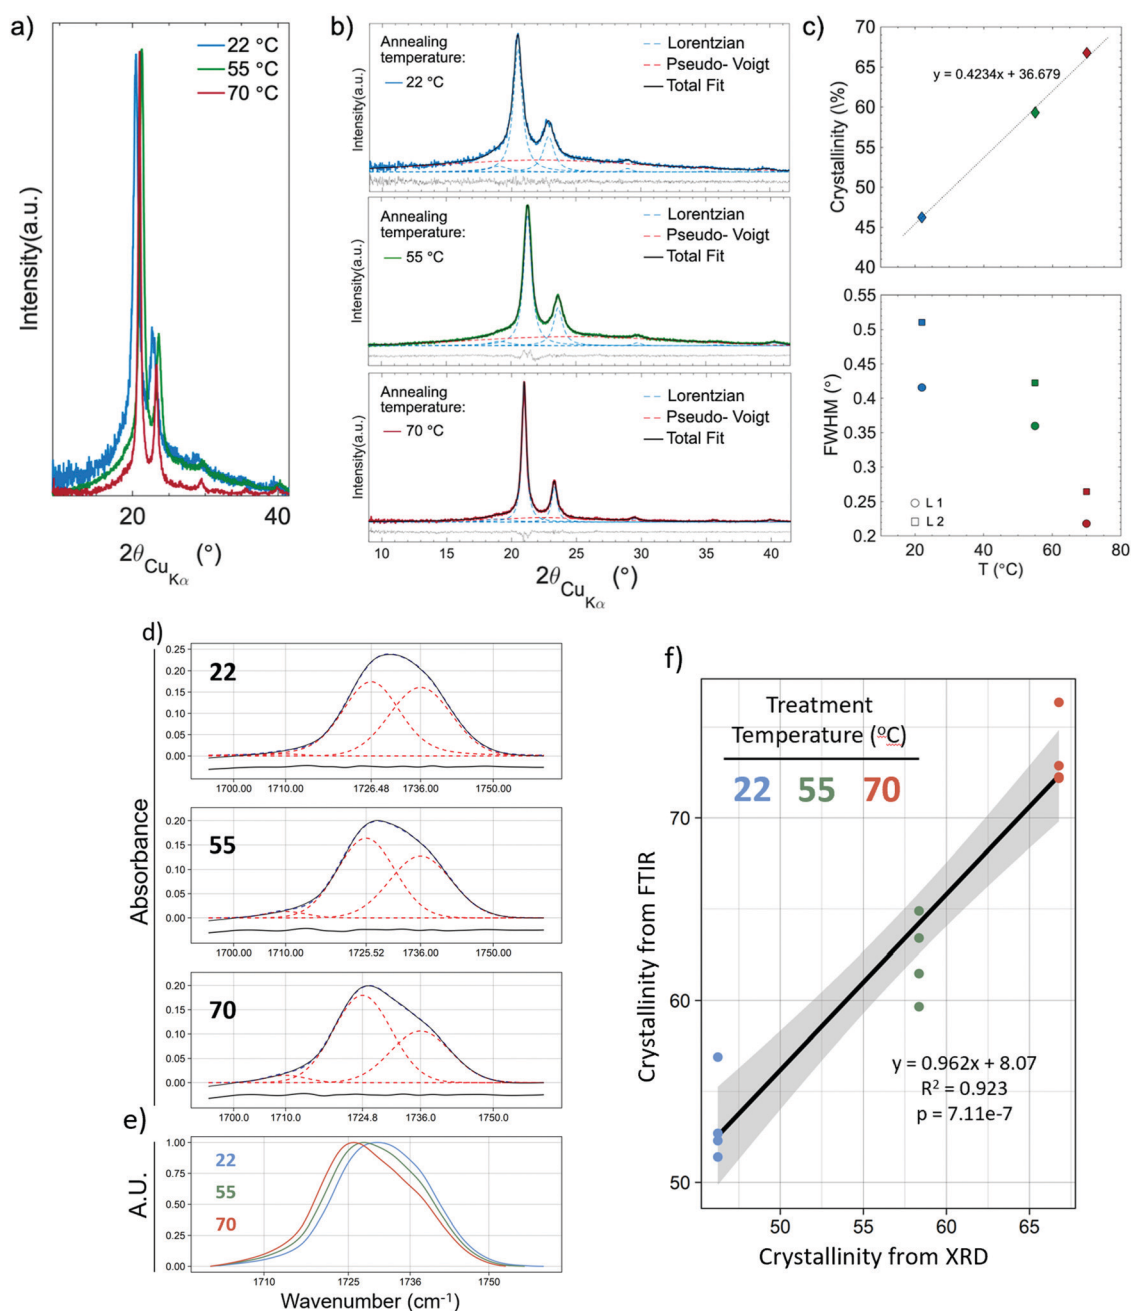 a)
22 °C
55 °C
70 °C
Intensity(a.u.)
20
40
2θCuKα (°)
b)
Annealing
temperature:
22 °C
Lorentzian
Pseudo- Voigt
Total Fit
Intensity(a.u.)
Annealing
temperature:
55 °C
Lorentzian
Pseudo- Voigt
Total Fit
Intensity(a.u.)
Annealing
temperature:
70 °C
Lorentzian
Pseudo- Voigt
Total Fit
Intensity(a.u.)
10 15 20 25 30 35 40
2θCuKα (°)
c)
70
65
60
55
50
45
40
Crystallinity (\%)
y = 0.4234x + 36.679
0.55
0.5
0.45
0.4
0.35
0.3
0.25
0.2
FWHM (°)
L 1
L 2
20 40 60 80
T (°C)
d)
22
0.25
0.20
0.15
0.10
0.05
0.00
1700.00 1710.00 1726.48 1736.00 1750.00
55
0.20
0.15
0.10
0.05
0.00
1700.00 1710.00 1725.52 1736.00 1750.00
Absorbance
70
0.20
0.15
0.10
0.05
0.00
1700.00 1710.00 1724.8 1736.00 1750.00
e)
1.00
0.75
0.50
0.25
0.00
A.U.
22
55
70
1710 1725 1736 1750
Wavenumber (cm⁻¹)
f)
Treatment
Temperature (ºC)
22 55 70
70
60
50
Crystallinity from FTIR
y = 0.962x + 8.07
R² = 0.923
p = 7.11e-7
50 55 60 65
Crystallinity from XRD